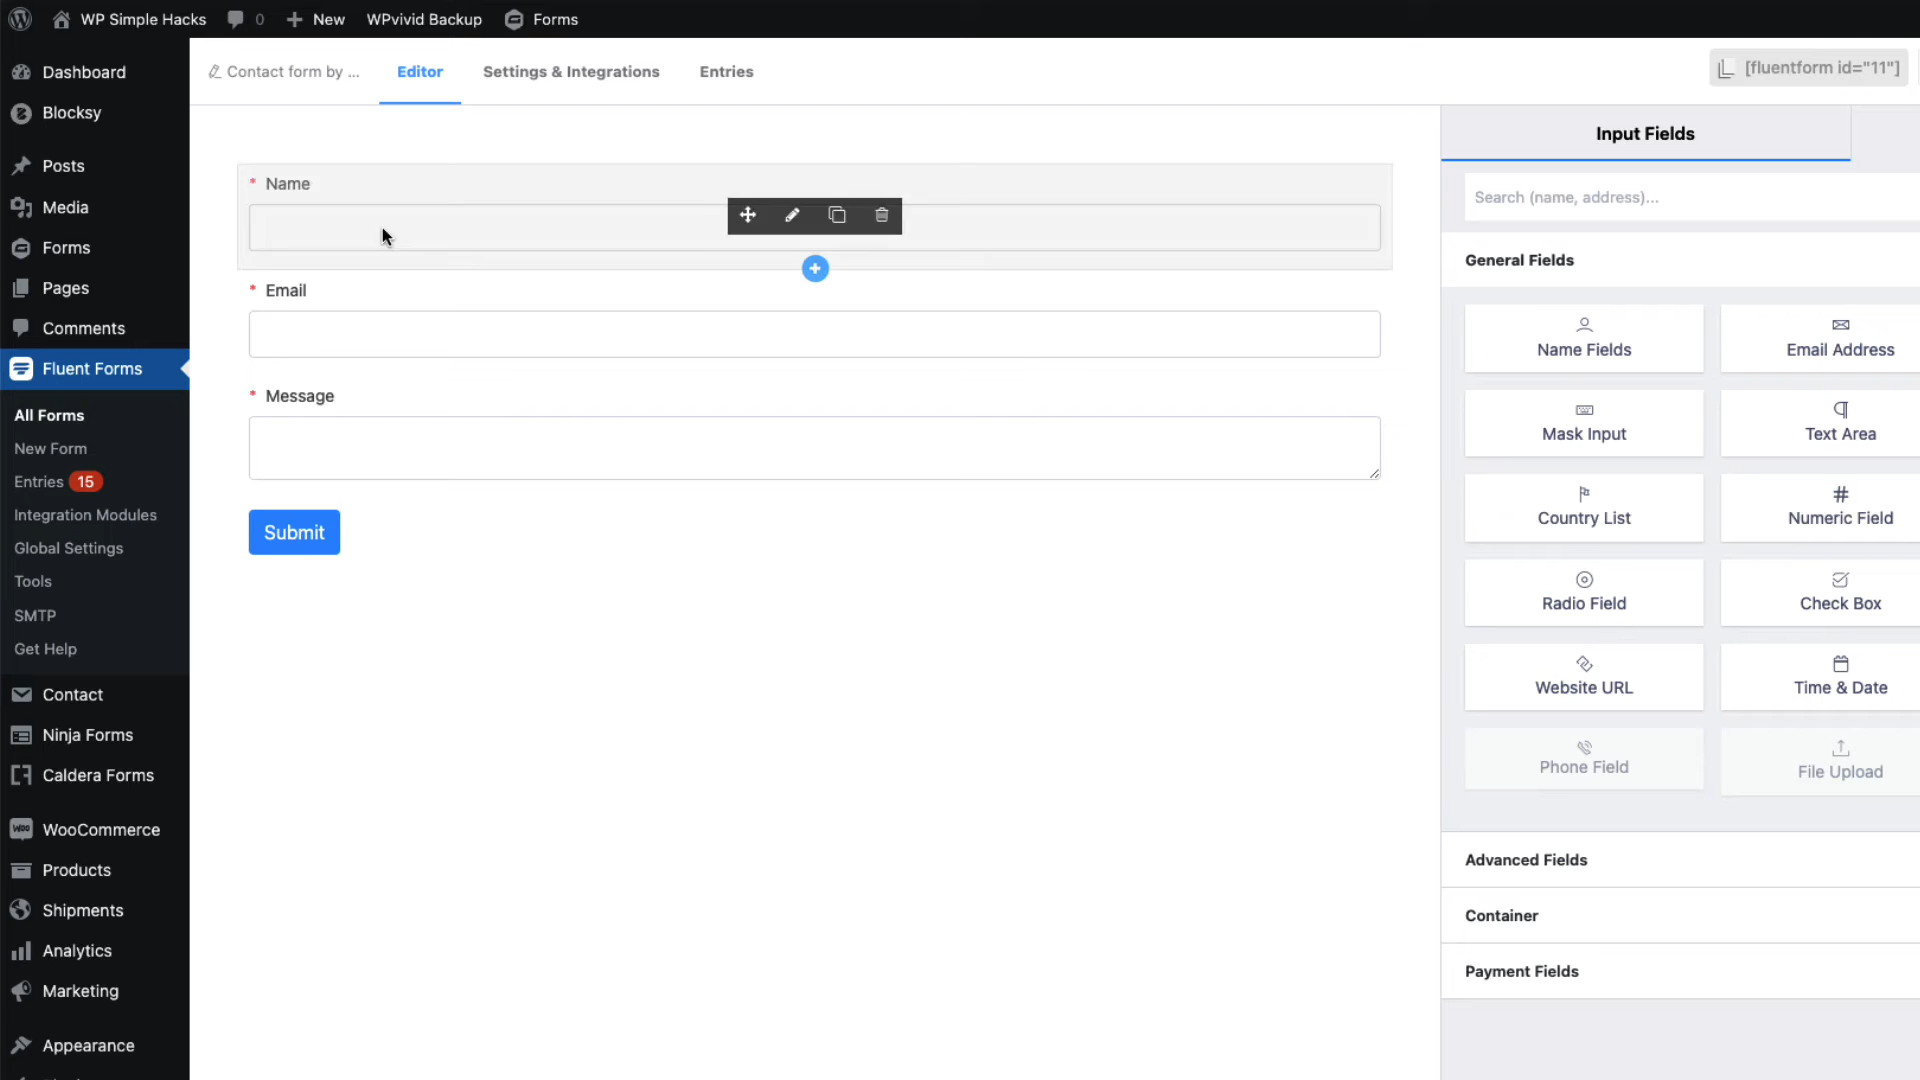 WP Simple Hacks 0 New WPvivid Backup Forms
Dashboard
Blocksy
Posts
Media
Forms
Pages
Comments
Fluent Forms
All Forms
New Form
Entries 15
Integration Modules
Global Settings
Tools
SMTP
Get Help
Contact
Ninja Forms
Caldera Forms
WooCommerce
Products
Shipments
Analytics
Marketing
Appearance
Contact form by ... Editor Settings & Integrations Entries [fluentform id="11"]
* Name
* Email
* Message
Submit
Input Fields
Search (name, address)...
General Fields
Name Fields Email Address
Mask Input Text Area
Country List Numeric Field
Radio Field Check Box
Website URL Time & Date
Phone Field File Upload
Advanced Fields
Container
Payment Fields